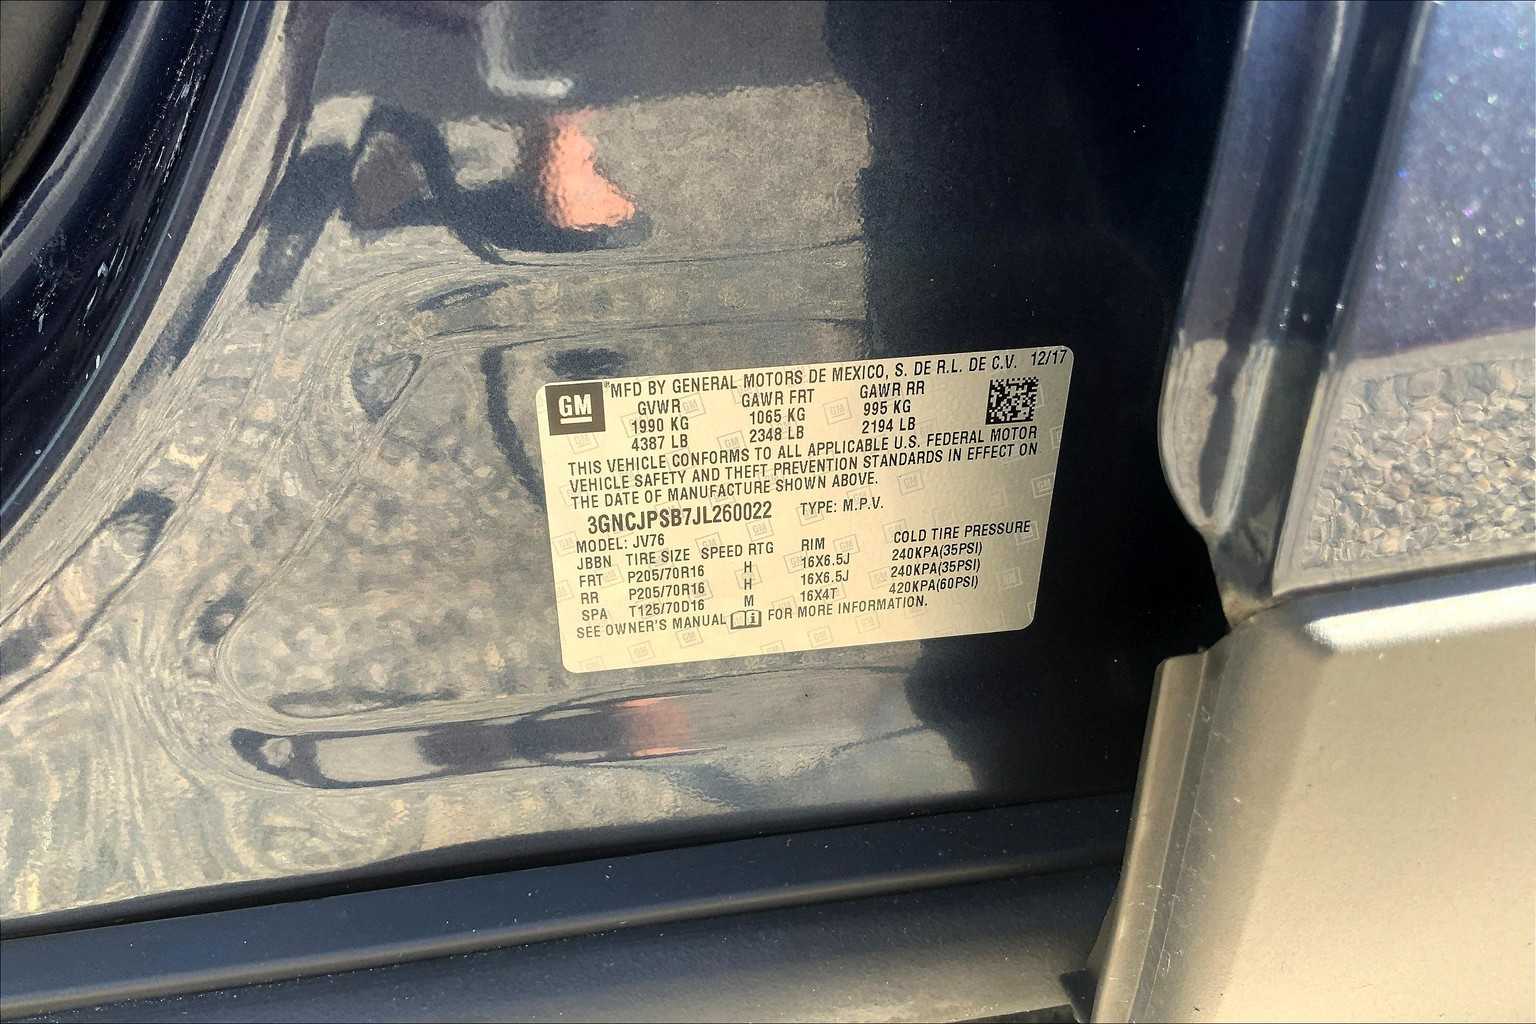 GM
®MFD BY GENERAL MOTORS DE MEXICO, S. DE R.L. DE C.V. 12/17
GVWR GAWR FRT GAWR RR
1990 KG 1065 KG 995 KG
4387 LB 2348 LB 2194 LB
THIS VEHICLE CONFORMS TO ALL APPLICABLE U.S. FEDERAL MOTOR
VEHICLE SAFETY AND THEFT PREVENTION STANDARDS IN EFFECT ON
THE DATE OF MANUFACTURE SHOWN ABOVE.
3GNCJPSB7JL260022 TYPE: M.P.V.
MODEL: JV76
JBBN TIRE SIZE SPEED RTG RIM COLD TIRE PRESSURE
FRT P205/70R16 H 16X6.5J 240KPA(35PSI)
RR P205/70R16 H 16X6.5J 240KPA(35PSI)
SPA T125/70D16 M 16X4T 420KPA(60PSI)
SEE OWNER'S MANUAL FOR MORE INFORMATION.